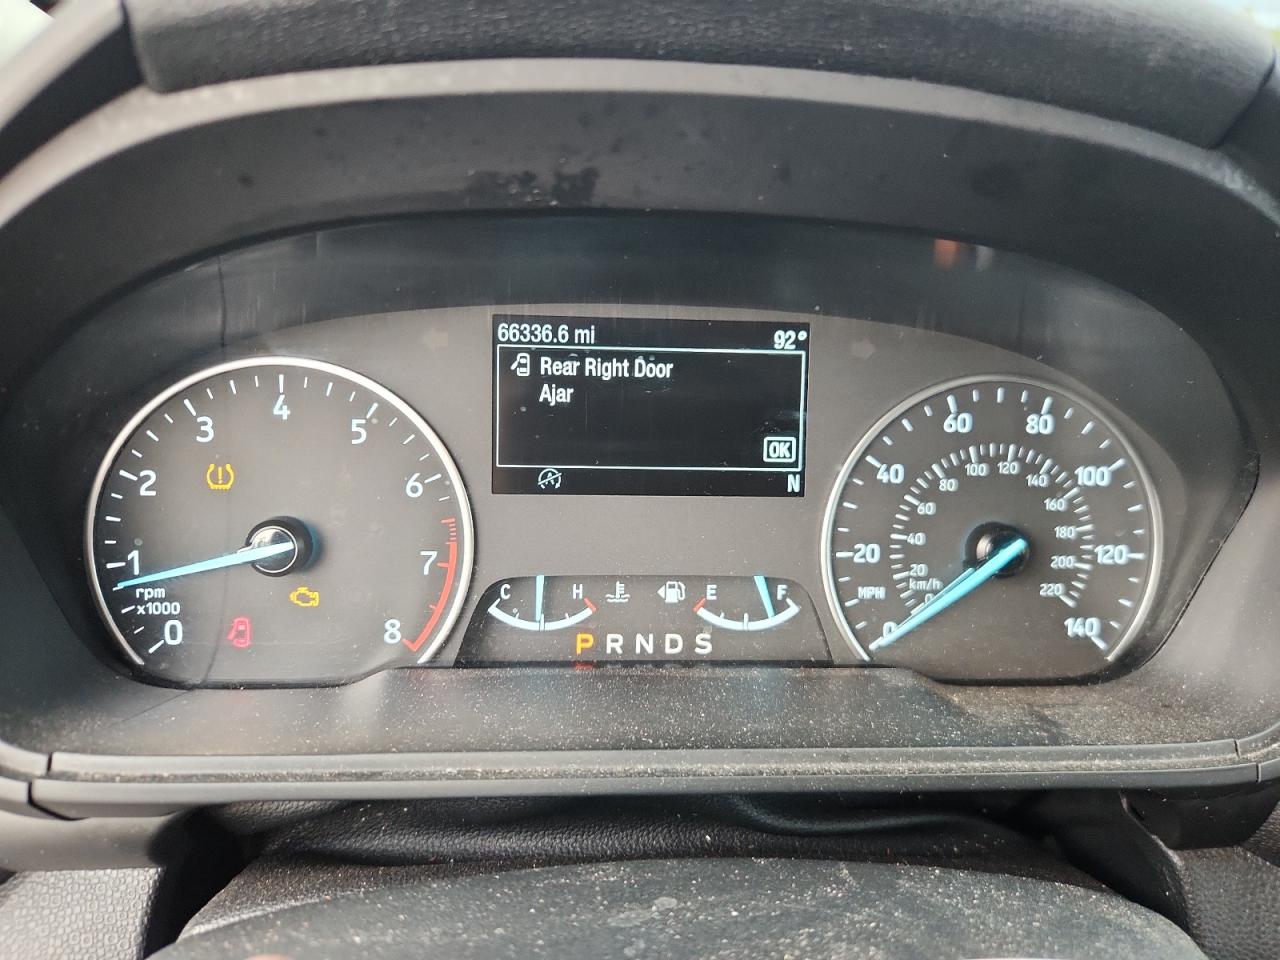 66336.6 mi 92°
Rear Right Door
Ajar
OK
N
0 1 2 3 4 5 6 7 8
rpm
x1000
C H E F
P R N D S
0 20 40 60 80 100 120 140
MPH
0 20 40 60 80 100 120 140 160 180 200 220
km/h